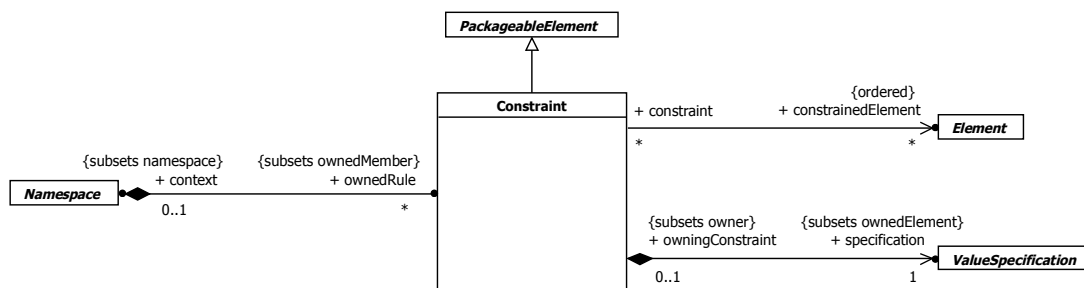 PackageableElement
Constraint
{ordered}
+ constraint
+ constrainedElement
Element
*
*
{subsets namespace}
{subsets ownedMember}
+ context
+ ownedRule
Namespace
0..1
*
{subsets owner}
{subsets ownedElement}
+ owningConstraint
+ specification
ValueSpecification
0..1
1